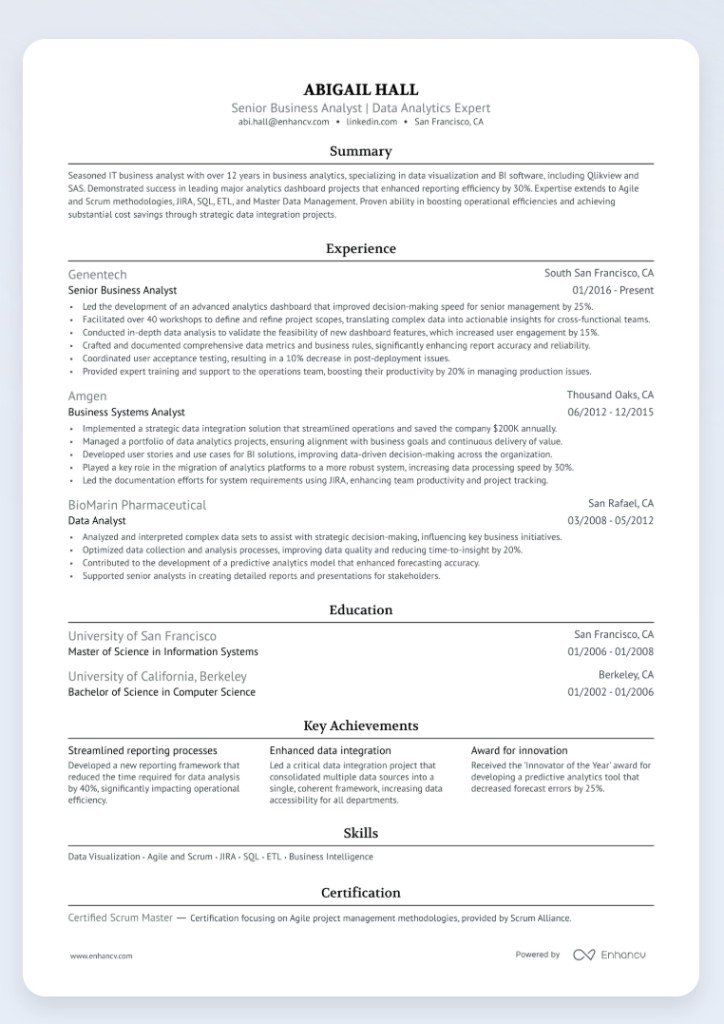 ABIGAIL HALL
Senior Business Analyst | Data Analytics Expert
abi.hall@enhancv.com • linkedin.com • San Francisco, CA
Summary
Seasoned IT business analyst with over 12 years in business analytics, specializing in data visualization and BI software, including Qlikview and
SAS. Demonstrated success in leading major analytics dashboard projects that enhanced reporting efficiency by 30%. Expertise extends to Agile
and Scrum methodologies, JIRA, SQL, ETL, and Master Data Management. Proven ability in boosting operational efficiencies and achieving
substantial cost savings through strategic data integration projects.
Experience
Genentech South San Francisco, CA
Senior Business Analyst 01/2016 - Present
• Led the development of an advanced analytics dashboard that improved decision-making speed for senior management by 25%.
• Facilitated over 40 workshops to define and refine project scopes, translating complex data into actionable insights for cross-functional teams.
• Conducted in-depth data analysis to validate the feasibility of new dashboard features, which increased user engagement by 15%.
• Crafted and documented comprehensive data metrics and business rules, significantly enhancing report accuracy and reliability.
• Coordinated user acceptance testing, resulting in a 10% decrease in post-deployment issues.
• Provided expert training and support to the operations team, boosting their productivity by 20% in managing production issues.
Amgen Thousand Oaks, CA
Business Systems Analyst 06/2012 - 12/2015
• Implemented a strategic data integration solution that streamlined operations and saved the company $200K annually.
• Managed a portfolio of data analytics projects, ensuring alignment with business goals and continuous delivery of value.
• Developed user stories and use cases for BI solutions, improving data-driven decision-making across the organization.
• Played a key role in the migration of analytics platforms to a more robust system, increasing data processing speed by 30%.
• Led the documentation efforts for system requirements using JIRA, enhancing team productivity and project tracking.
BioMarin Pharmaceutical San Rafael, CA
Data Analyst 03/2008 - 05/2012
• Analyzed and interpreted complex data sets to assist with strategic decision-making, influencing key business initiatives.
• Optimized data collection and analysis processes, improving data quality and reducing time-to-insight by 20%.
• Contributed to the development of a predictive analytics model that enhanced forecasting accuracy.
• Supported senior analysts in creating detailed reports and presentations for stakeholders.
Education
University of San Francisco San Francisco, CA
Master of Science in Information Systems 01/2006 - 01/2008
University of California, Berkeley Berkeley, CA
Bachelor of Science in Computer Science 01/2002 - 01/2006
Key Achievements
Streamlined reporting processes
Developed a new reporting framework that
reduced the time required for data analysis
by 40%, significantly impacting operational
efficiency.
Enhanced data integration
Led a critical data integration project that
consolidated multiple data sources into a
single, coherent framework, increasing data
accessibility for all departments.
Award for innovation
Received the 'Innovator of the Year' award for
developing a predictive analytics tool that
decreased forecast errors by 25%.
Skills
Data Visualization · Agile and Scrum · JIRA · SQL · ETL · Business Intelligence
Certification
Certified Scrum Master — Certification focusing on Agile project management methodologies, provided by Scrum Alliance.
www.enhancv.com Powered by Enhancv